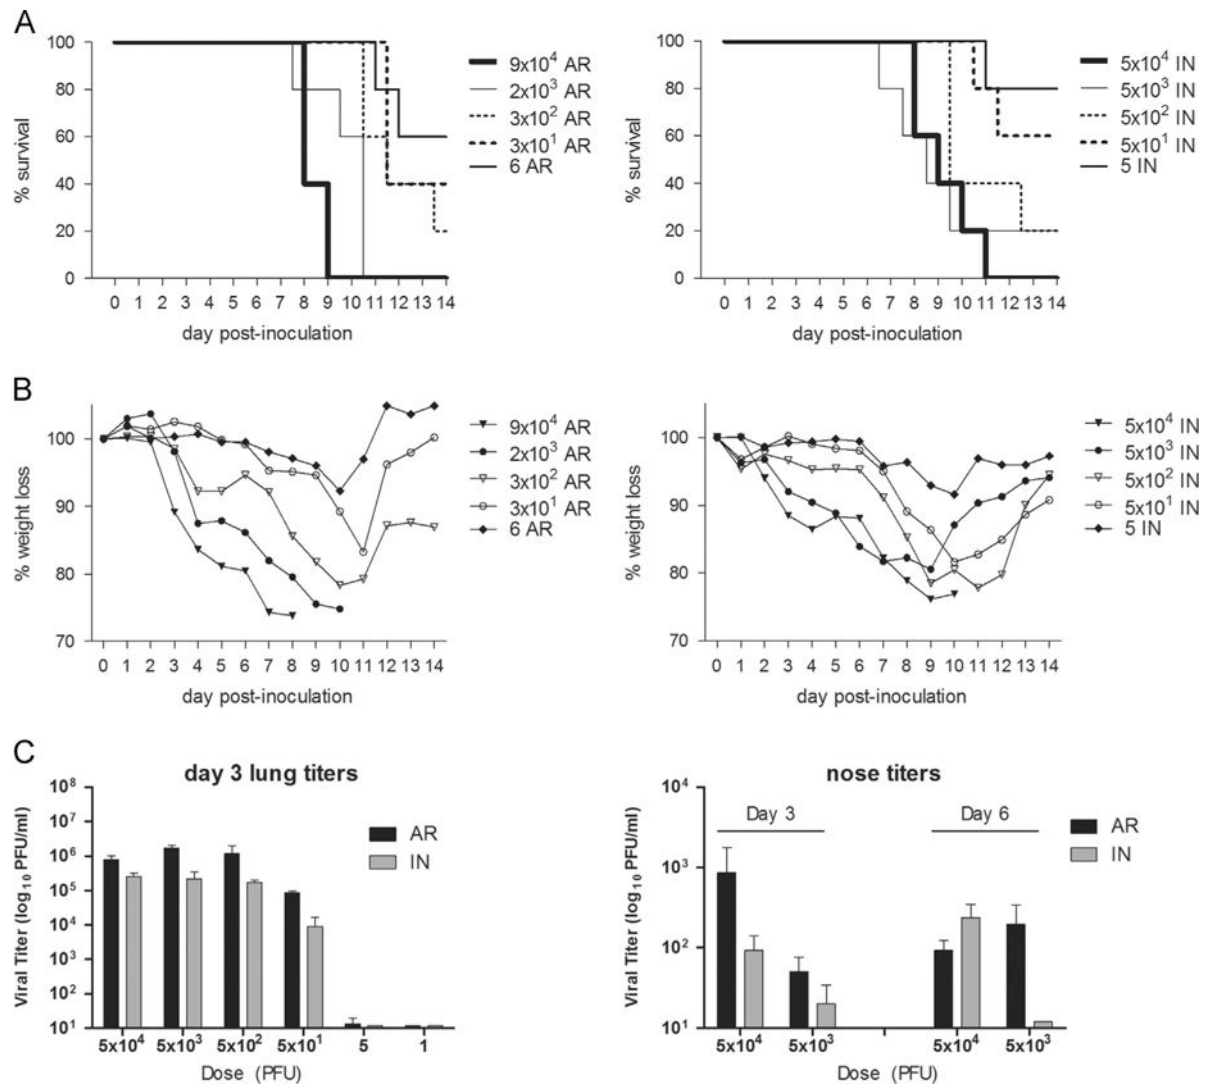 A
% survival
100
80
60
40
20
0
0 1 2 3 4 5 6 7 8 9 10 11 12 13 14
day post-inoculation
9x10⁴ AR
2x10³ AR
3x10² AR
3x10¹ AR
6 AR
% survival
100
80
60
40
20
0
0 1 2 3 4 5 6 7 8 9 10 11 12 13 14
day post-inoculation
5x10⁴ IN
5x10³ IN
5x10² IN
5x10¹ IN
5 IN
B
% weight loss
100
90
80
70
0 1 2 3 4 5 6 7 8 9 10 11 12 13 14
day post-inoculation
9x10⁴ AR
2x10³ AR
3x10² AR
3x10¹ AR
6 AR
% weight loss
100
90
80
70
0 1 2 3 4 5 6 7 8 9 10 11 12 13 14
day post-inoculation
5x10⁴ IN
5x10³ IN
5x10² IN
5x10¹ IN
5 IN
C
day 3 lung titers
Viral Titer (log₁₀ PFU/ml)
10⁸
10⁷
10⁶
10⁵
10⁴
10³
10²
10¹
AR
IN
5x10⁴ 5x10³ 5x10² 5x10¹ 5 1
Dose (PFU)
nose titers
Viral Titer (log₁₀ PFU/ml)
10⁴
10³
10²
10¹
Day 3 Day 6
AR
IN
5x10⁴ 5x10³ 5x10⁴ 5x10³
Dose (PFU)